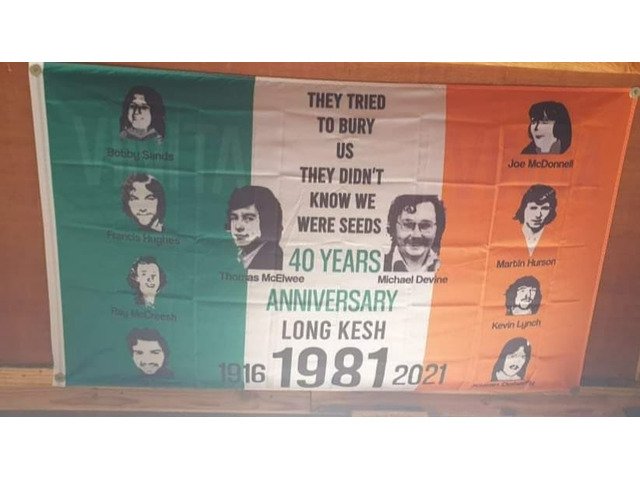 THEY TRIED
TO BURY
US
THEY DIDN'T
KNOW WE
WERE SEEDS
40 YEARS
ANNIVERSARY
LONG KESH
1916 1981 2021
Bobby Sands
Francis Hughes
Ray McCreesh
Thomas McElwee
Michael Devine
Joe McDonnell
Martin Hurson
Kevin Lynch